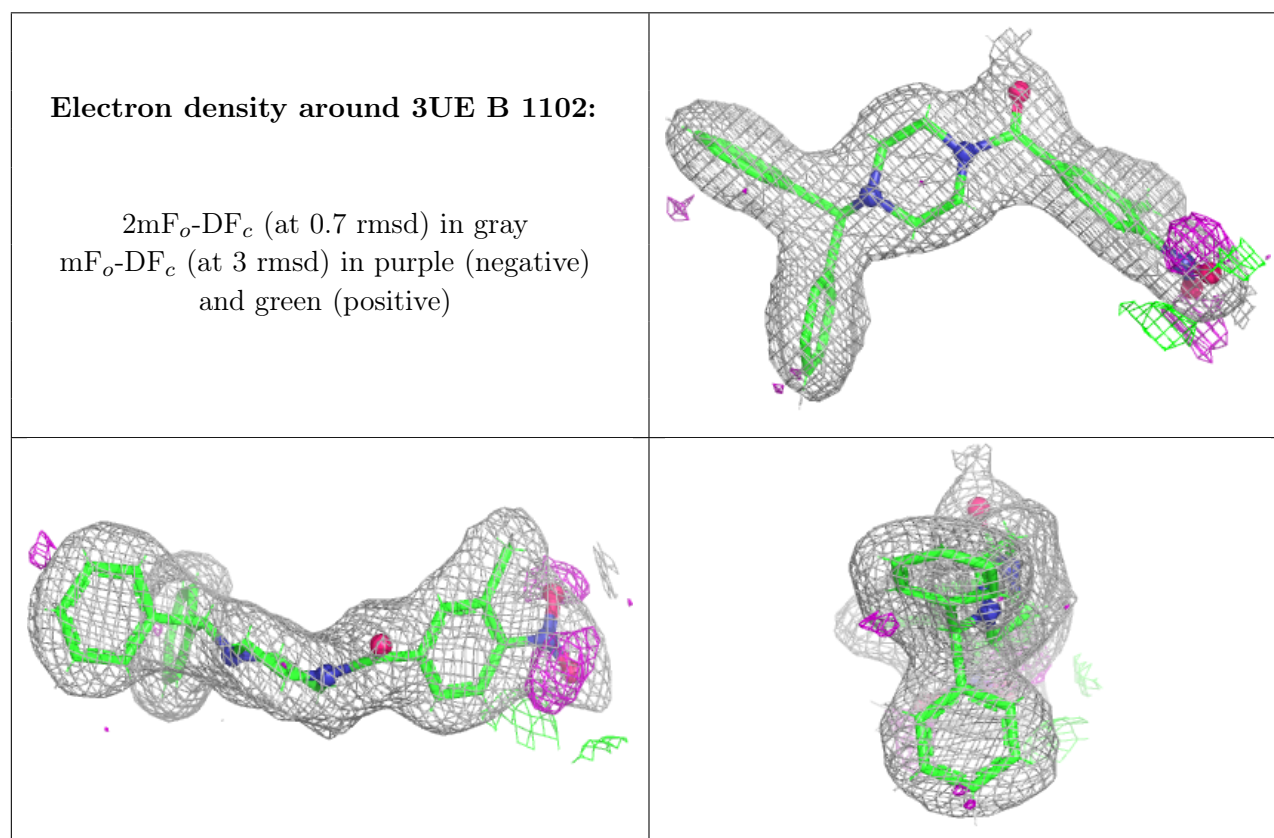 Electron density around 3UE B 1102:
2mFo-DFc (at 0.7 rmsd) in gray
mFo-DFc (at 3 rmsd) in purple (negative)
and green (positive)